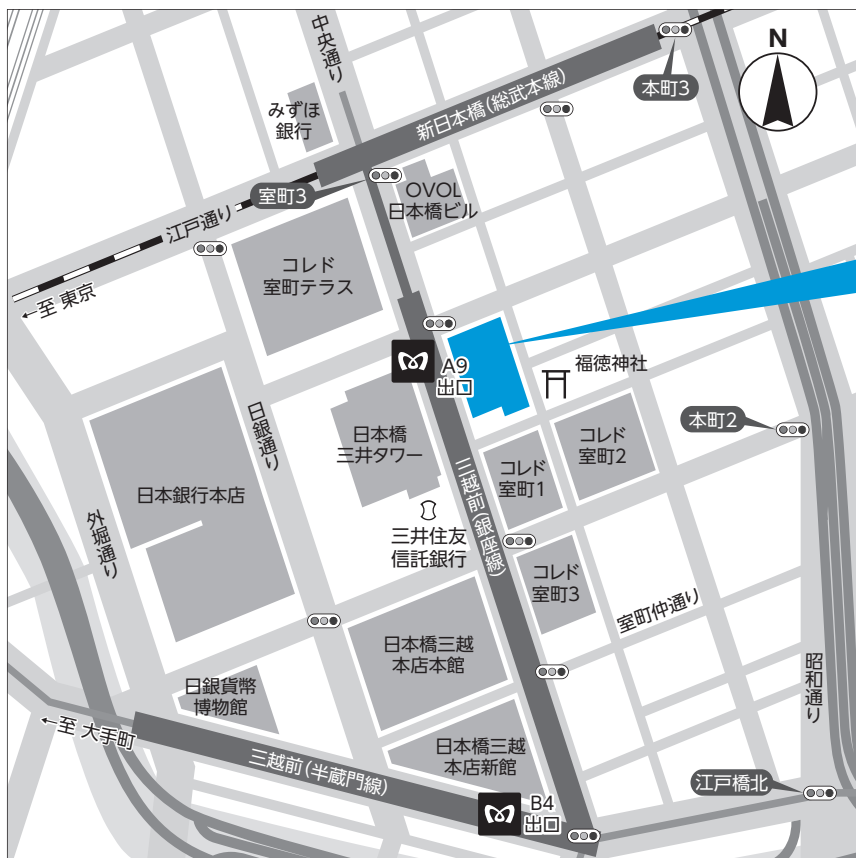 中央通り
N
本町3
みずほ
銀行
新日本橋(総武本線)
室町3
OVOL
日本橋ビル
江戸通り
コレド
室町テラス
←至 東京
A9
出口
福徳神社
日銀通り
日本橋
三井タワー
本町2
コレド
室町2
コレド
室町1
三越前(銀座線)
日本銀行本店
外堀通り
三井住友
信託銀行
コレド
室町3
室町仲通り
日本橋三越
本店本館
昭和通り
日銀貨幣
博物館
←至 大手町
三越前(半蔵門線)
日本橋三越
本店新館
江戸橋北
B4
出口